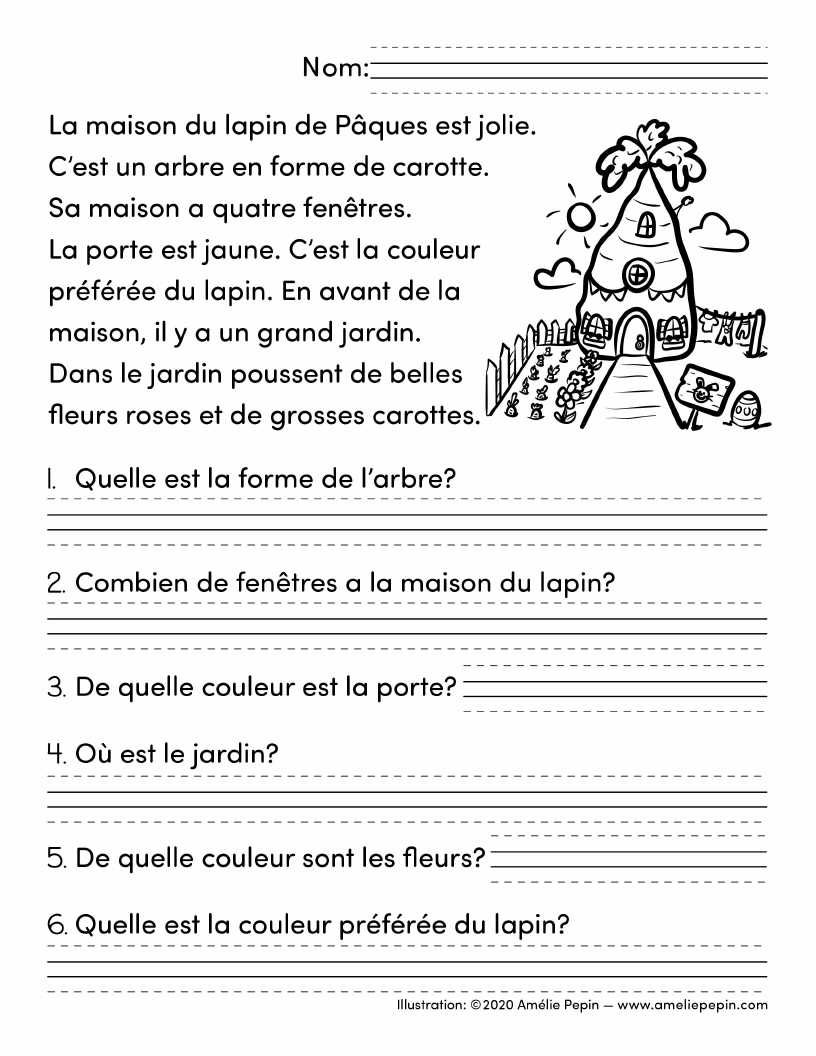 Nom:
La maison du lapin de Pâques est jolie.
C'est un arbre en forme de carotte.
Sa maison a quatre fenêtres.
La porte est jaune. C'est la couleur
préférée du lapin. En avant de la
maison, il y a un grand jardin.
Dans le jardin poussent de belles
fleurs roses et de grosses carottes.
1. Quelle est la forme de l'arbre?
2. Combien de fenêtres a la maison du lapin?
3. De quelle couleur est la porte?
4. Où est le jardin?
5. De quelle couleur sont les fleurs?
6. Quelle est la couleur préférée du lapin?
Illustration: ©2020 Amélie Pepin — www.ameliepepin.com